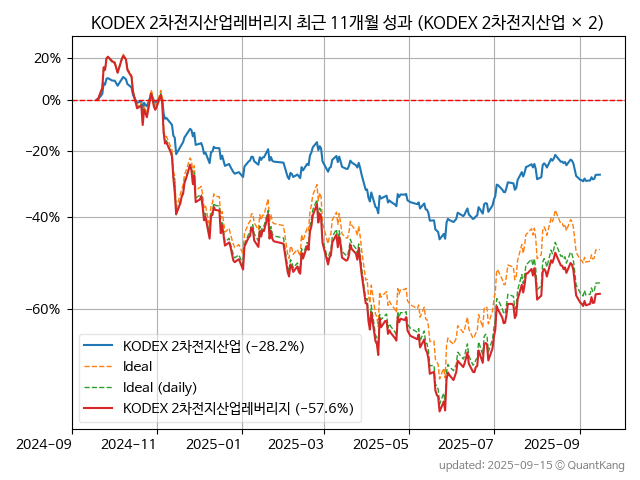 KODEX 2차전지산업레버리지 최근 11개월 성과 (KODEX 2차전지산업 × 2)
20%
0%
−20%
−40%
−60%
KODEX 2차전지산업 (−28.2%)
Ideal
Ideal (daily)
KODEX 2차전지산업레버리지 (−57.6%)
2024-09 2024-11 2025-01 2025-03 2025-05 2025-07 2025-09
updated: 2025-09-15 © QuantKang